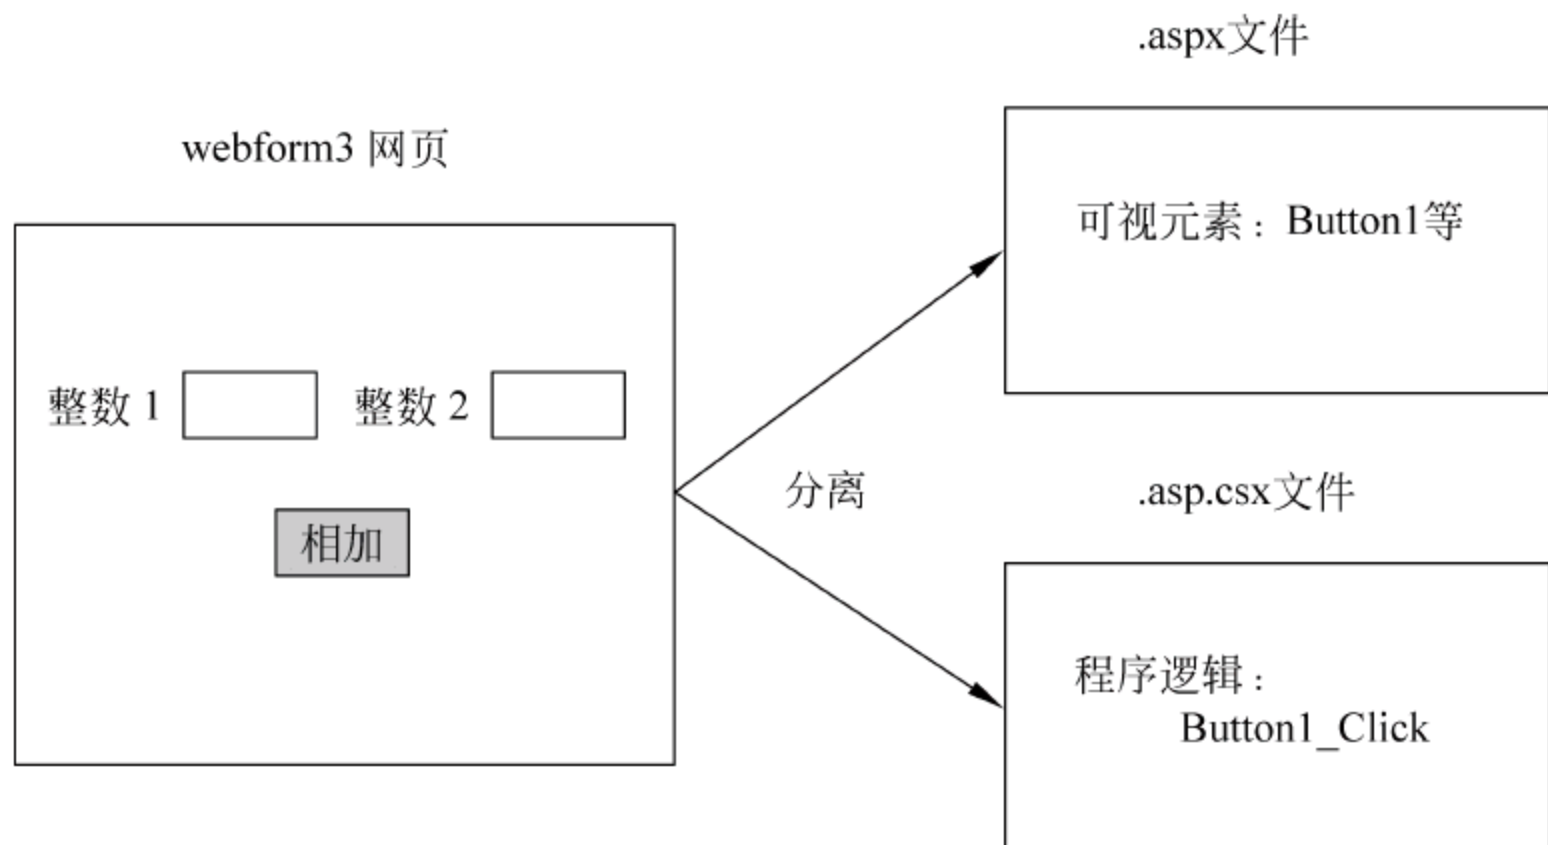 webform3 网页
整数 1
整数 2
相加
分离
.aspx文件
可视元素：Button1等
.asp.csx文件
程序逻辑：
Button1_Click